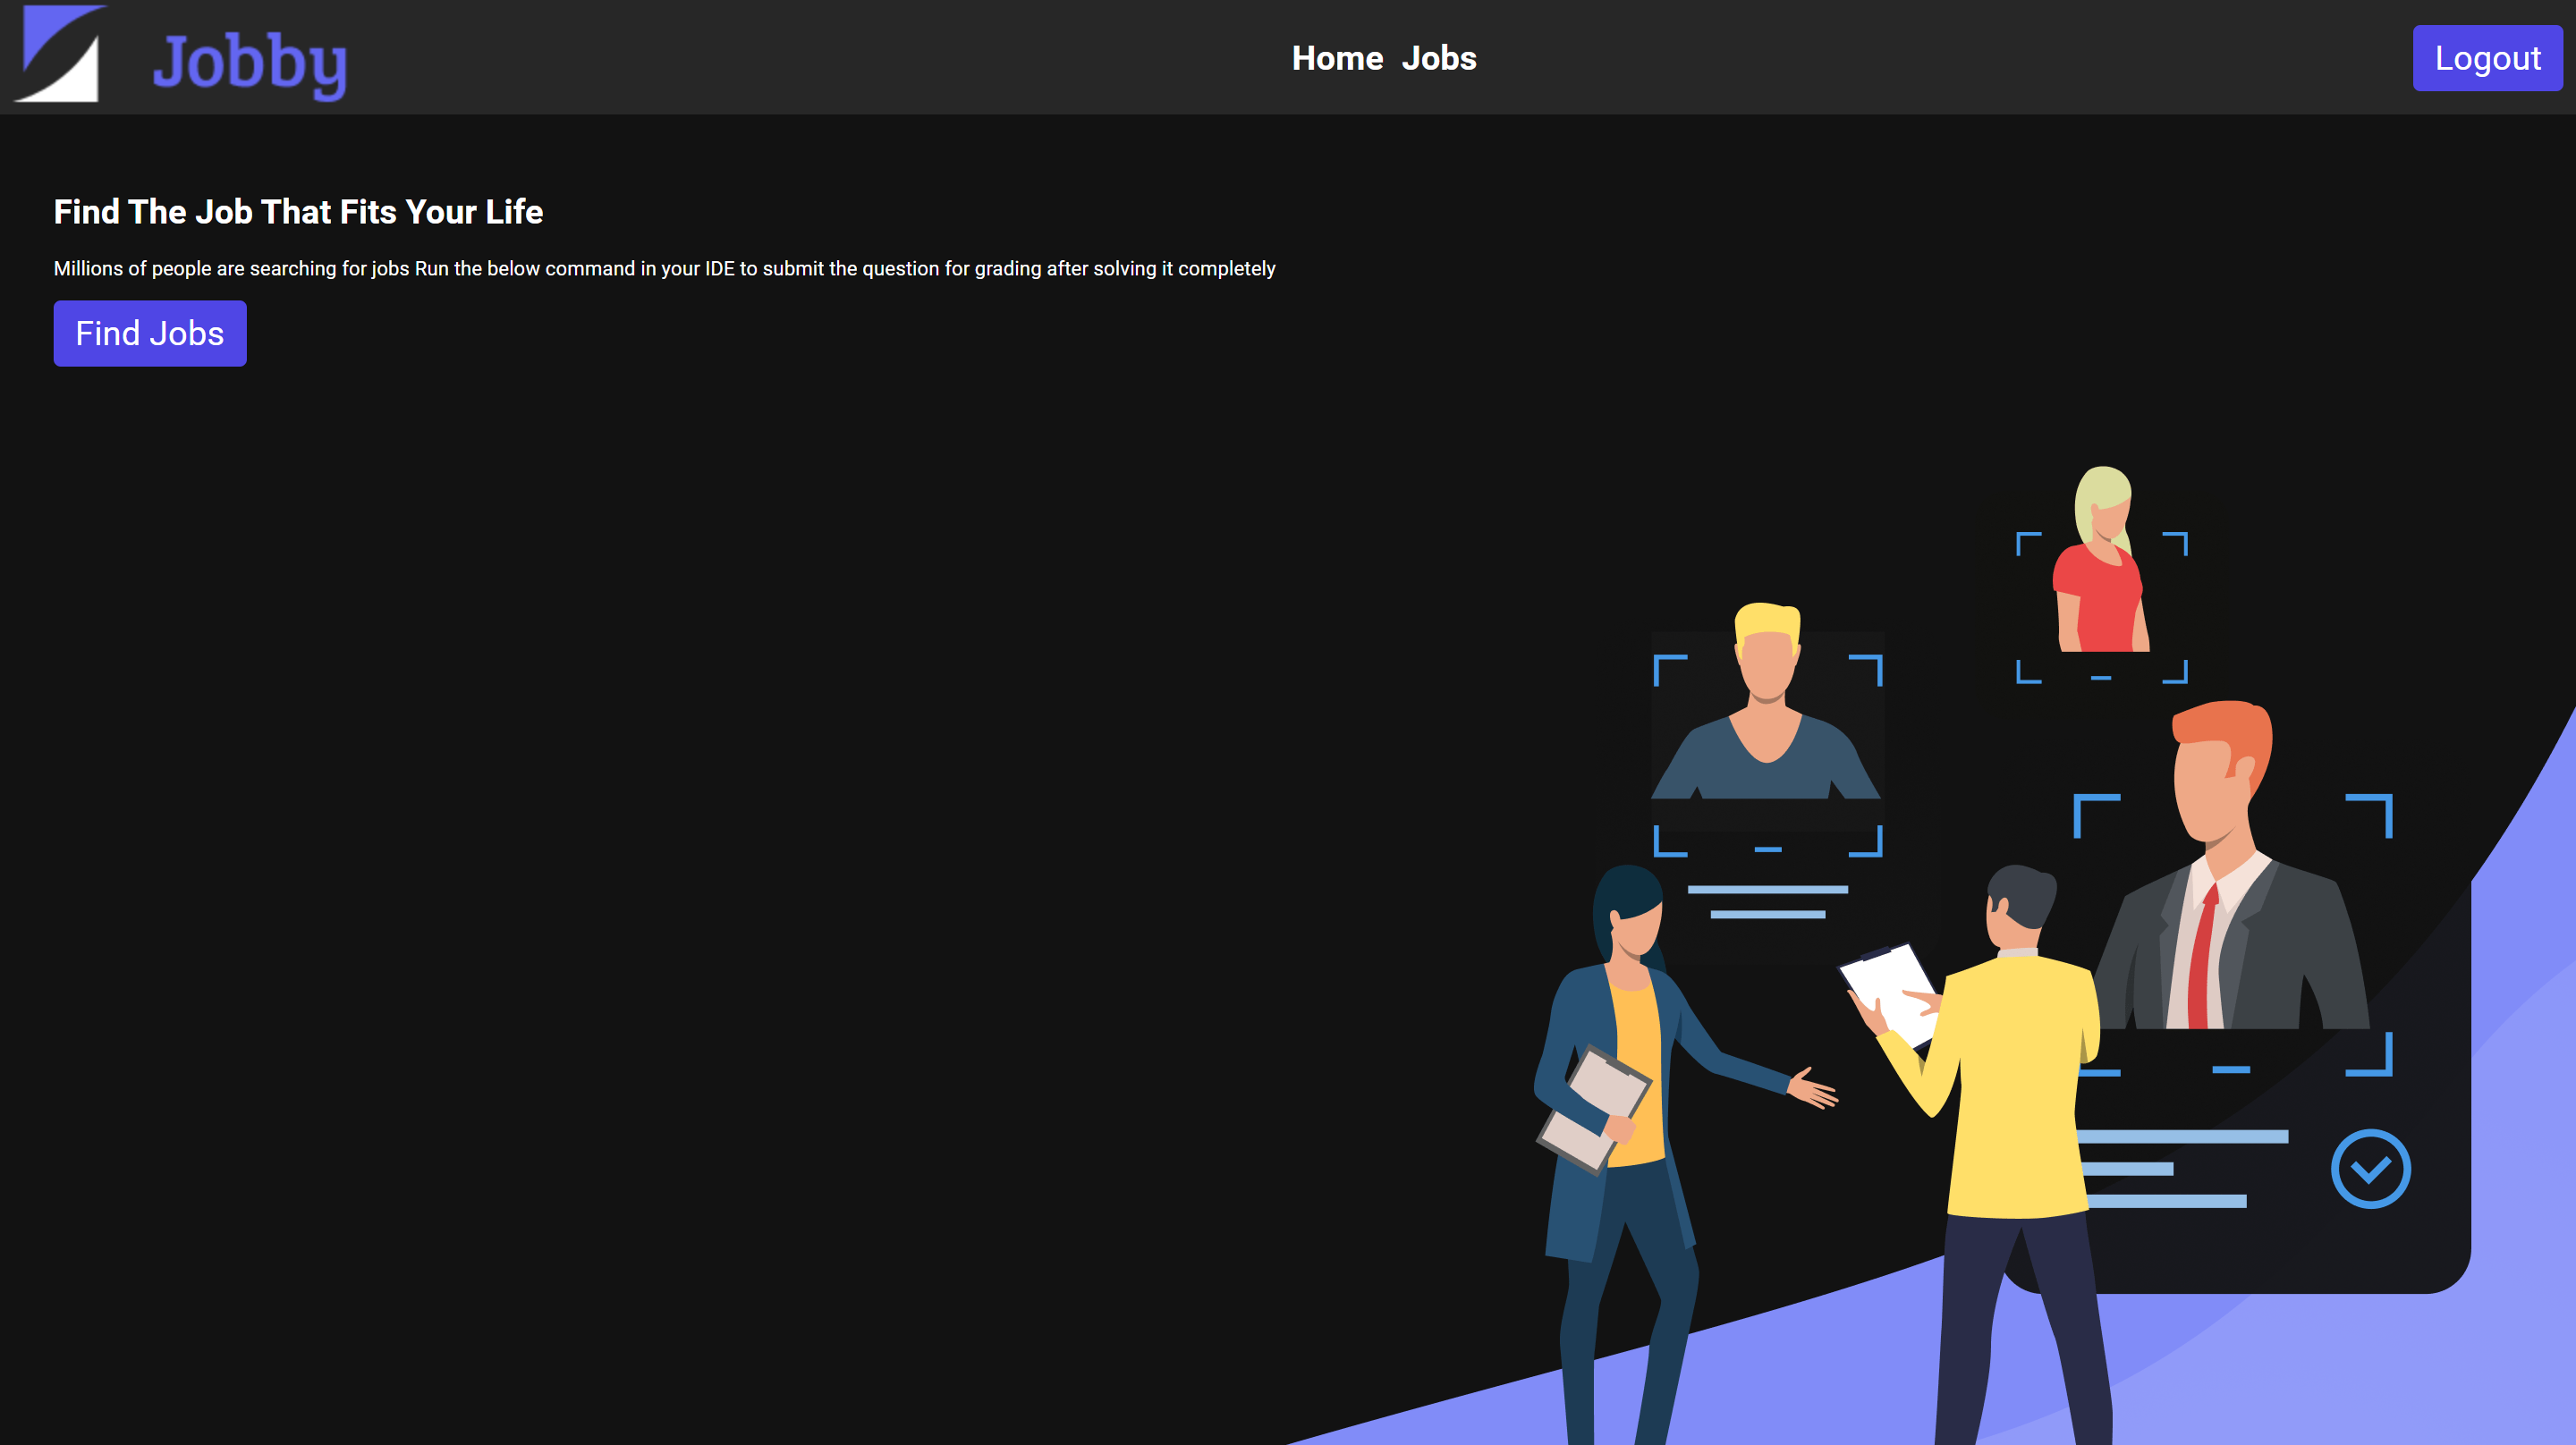 Jobby
Home Jobs
Logout
Find The Job That Fits Your Life
Millions of people are searching for jobs Run the below command in your IDE to submit the question for grading after solving it completely
Find Jobs